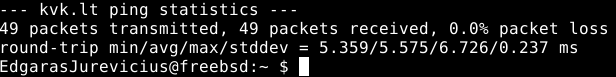 --- kvk.lt ping statistics ---
49 packets transmitted, 49 packets received, 0.0% packet loss
round-trip min/avg/max/stddev = 5.359/5.575/6.726/0.237 ms
EdgarasJurevicius@freebsd:~ $